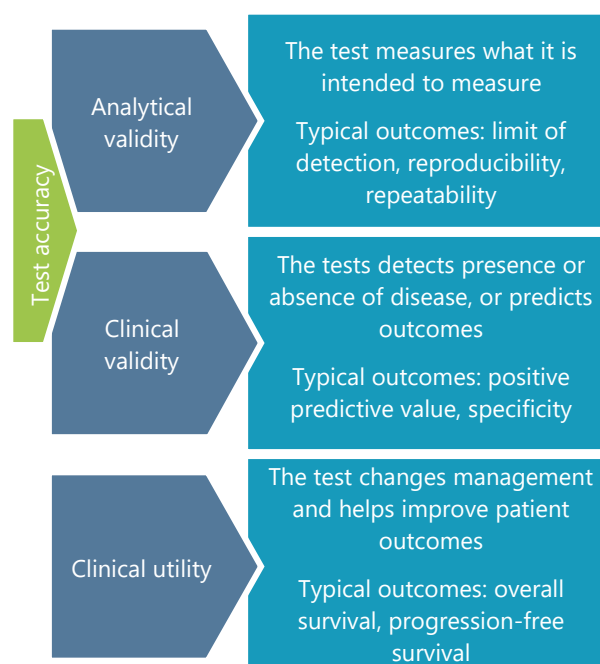 Test accuracy
Analytical
validity
The test measures what it is
intended to measure
Typical outcomes: limit of
detection, reproducibility,
repeatability
Clinical
validity
The tests detects presence or
absence of disease, or predicts
outcomes
Typical outcomes: positive
predictive value, specificity
Clinical utility
The test changes management
and helps improve patient
outcomes
Typical outcomes: overall
survival, progression-free
survival